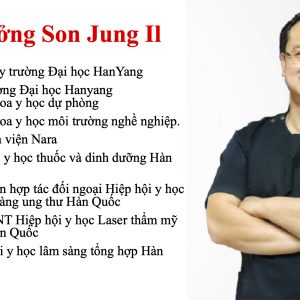 ởng Son Jung Il
y trường Đại học HanYang
ờng Đại học Hanyang
oa y học dự phòng
oa y học môi trường nghề nghiệp.
n viện Nara
i y học thuốc và dinh dưỡng Hàn
n hợp tác đối ngoại Hiệp hội y học
àng ung thư Hàn Quốc
NT Hiệp hội y học Laser thẩm mỹ
n Quốc
i y học lâm sàng tổng hợp Hàn